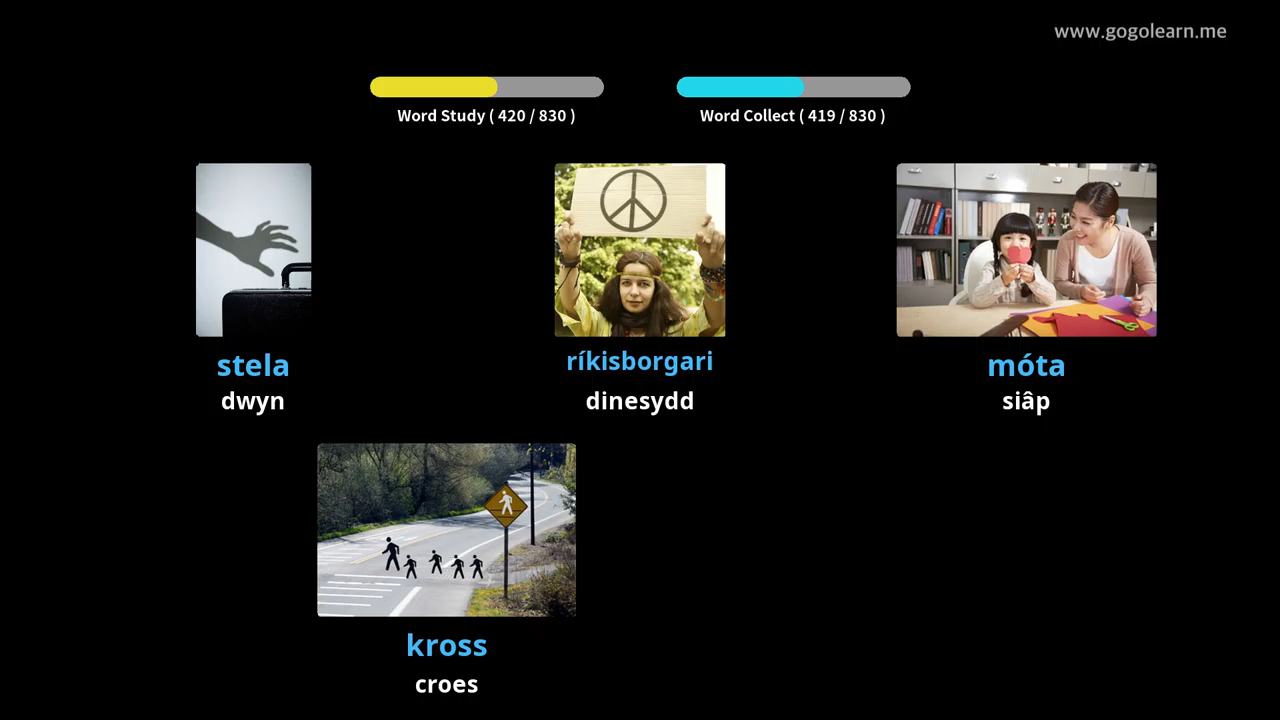 www.gogolearn.me
Word Study ( 420 / 830 )
Word Collect ( 419 / 830 )
stela
dwyn
ríkisborgari
dinesydd
móta
siâp
kross
croes